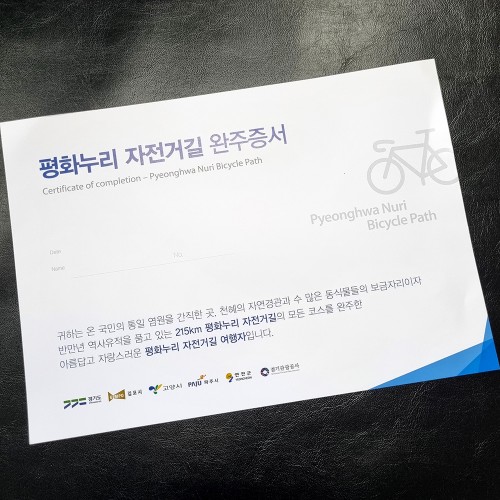 평화누리 자전거길 완주증서
Certificate of completion – Pyeonghwa Nuri Bicycle Path
Pyeonghwa Nuri
Bicycle Path
Date
No.
Name
귀하는 온 국민의 통일 염원을 간직한 곳, 천혜의 자연경관과 수 많은 동식물들의 보금자리이자
반만년 역사유적을 품고 있는 215km 평화누리 자전거길의 모든 코스를 완주한
아름답고 자랑스러운 평화누리 자전거길 여행자입니다.
경기도 김포시 고양시 PAJU 파주시 연천군 경기관광공사